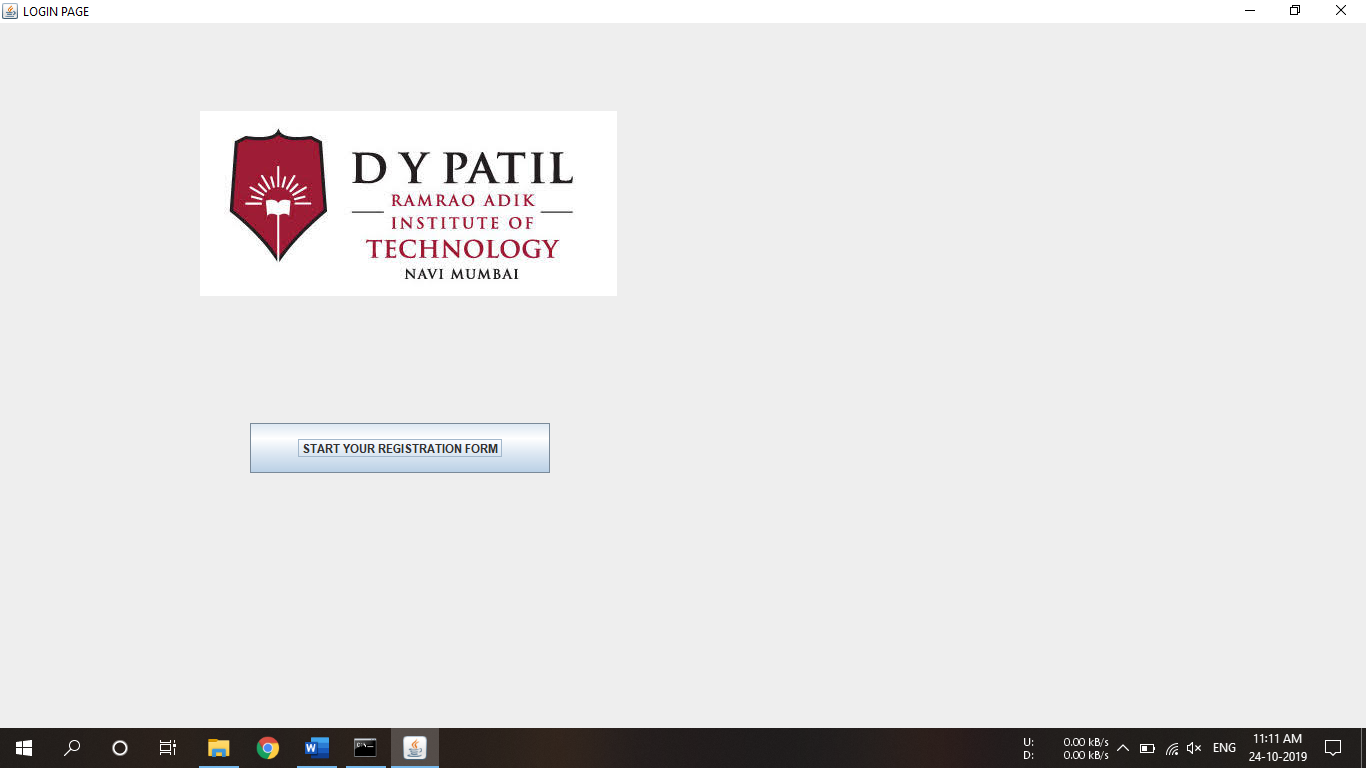 LOGIN PAGE
D Y PATIL
RAMRAO ADIK
INSTITUTE OF
TECHNOLOGY
NAVI MUMBAI
START YOUR REGISTRATION FORM
U: 0.00 kB/s
D: 0.00 kB/s
ENG
11:11 AM
24-10-2019